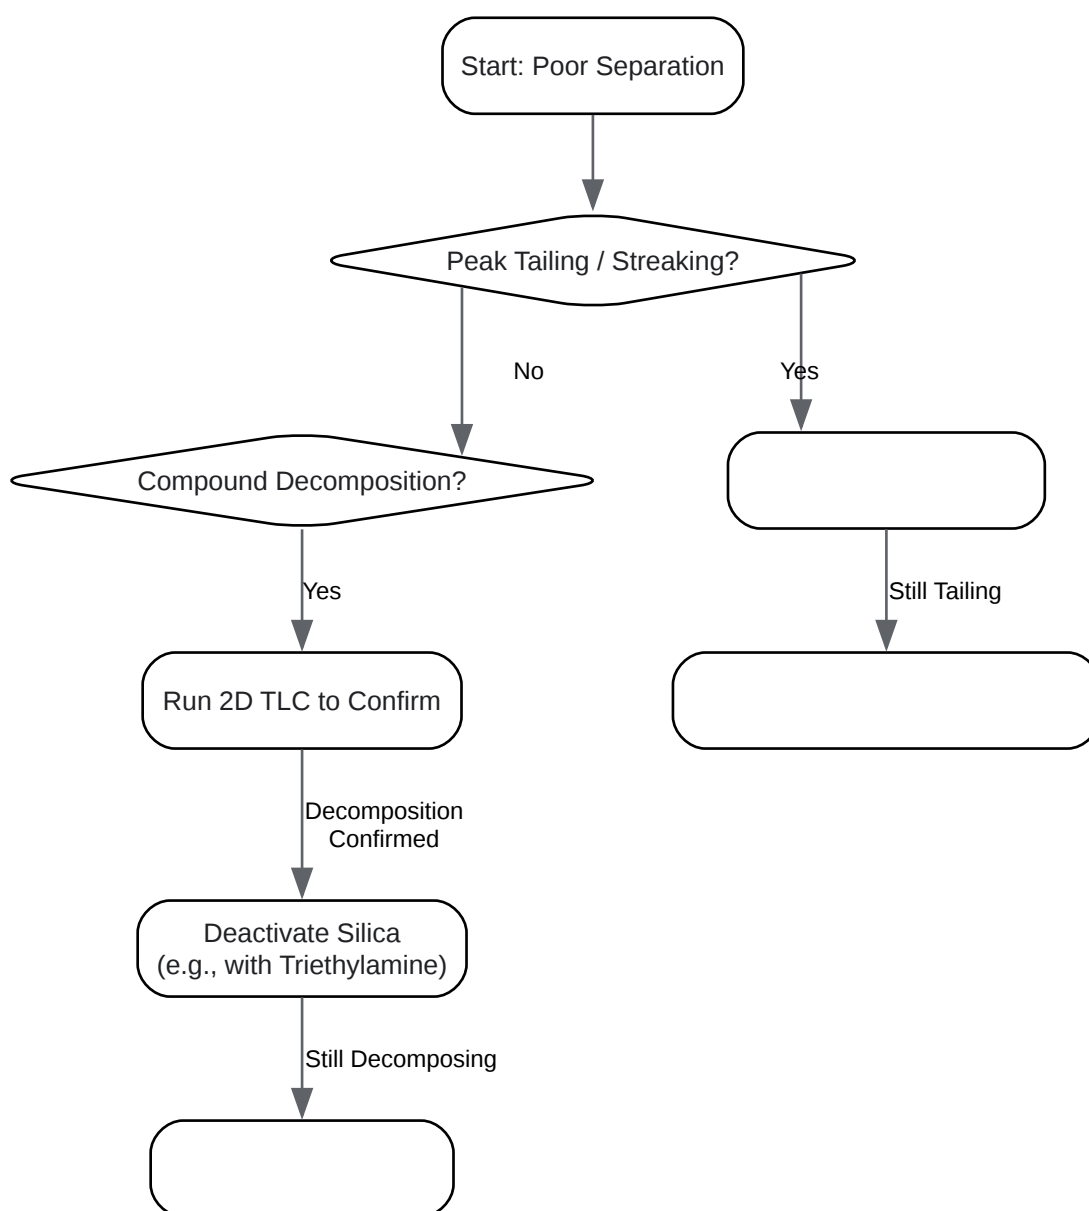 Start: Poor Separation
Peak Tailing / Streaking?
No
Yes
Compound Decomposition?
Yes
Still Tailing
Run 2D TLC to Confirm
Decomposition
Confirmed
Deactivate Silica
(e.g., with Triethylamine)
Still Decomposing